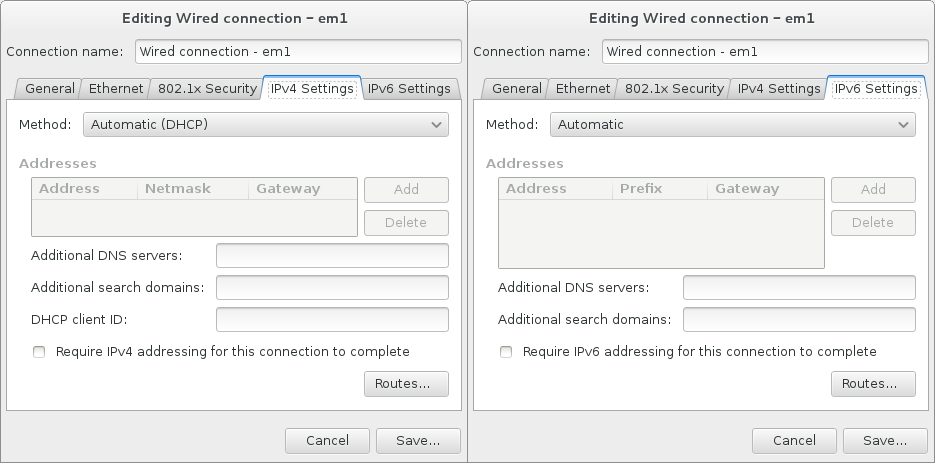 Editing Wired connection – em1
Connection name: Wired connection - em1
General Ethernet 802.1x Security IPv4 Settings IPv6 Settings
Method: Automatic (DHCP)
Addresses
Address Netmask Gateway Add
Delete
Additional DNS servers:
Additional search domains:
DHCP client ID:
Require IPv4 addressing for this connection to complete
Routes...
Cancel Save...
Editing Wired connection – em1
Connection name: Wired connection - em1
General Ethernet 802.1x Security IPv4 Settings IPv6 Settings
Method: Automatic
Addresses
Address Prefix Gateway Add
Delete
Additional DNS servers:
Additional search domains:
Require IPv6 addressing for this connection to complete
Routes...
Cancel Save...